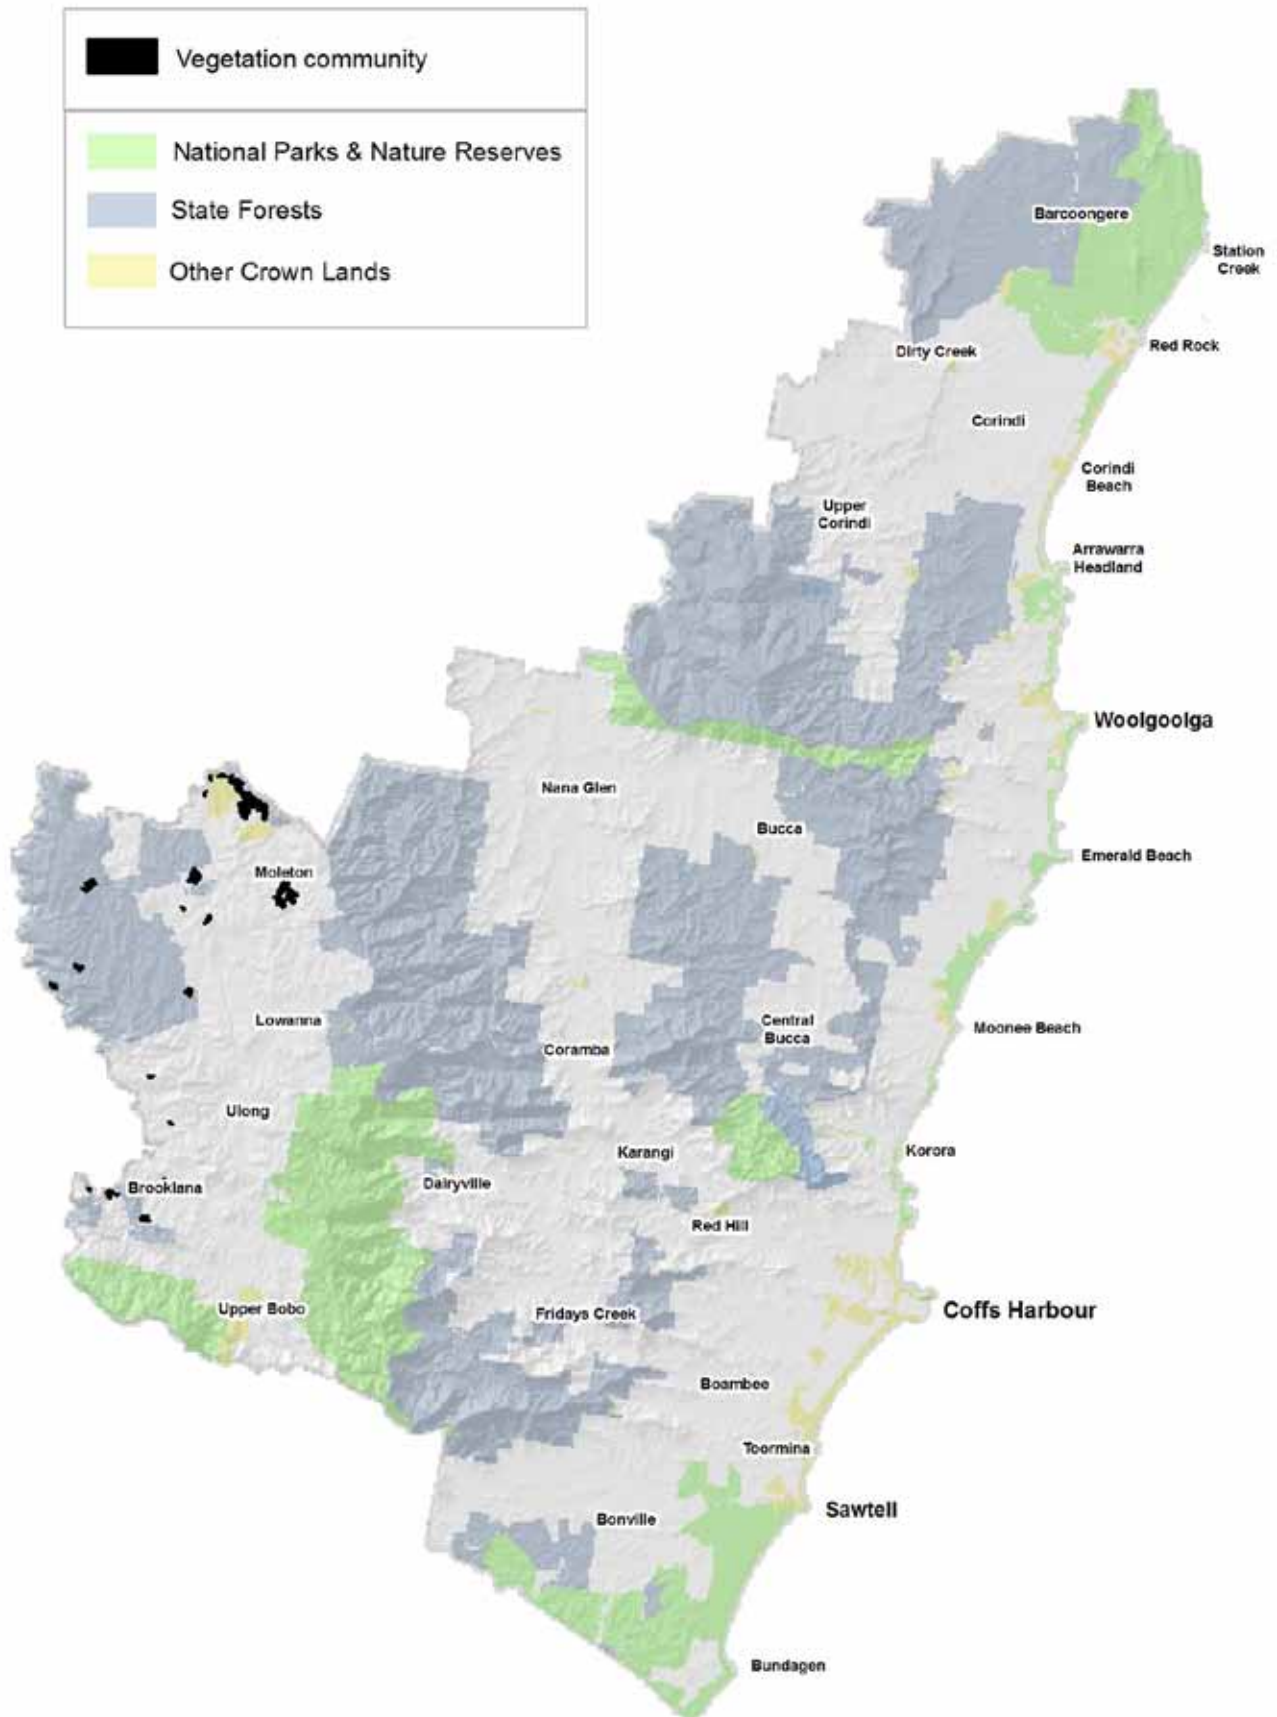 Vegetation community
National Parks & Nature Reserves
State Forests
Other Crown Lands
Barcoongere
Station
Creek
Red Rock
Dirty Creek
Corindi
Corindi
Beach
Upper
Corindi
Arrawarra
Headland
Woolgoolga
Nana Glen
Bucca
Emerald Beach
Moleton
Lowanna
Central
Bucca
Moonee Beach
Coramba
Ulong
Karangi
Korora
Brooklana
Dairyville
Red Hill
Upper Bobo
Fridays Creek
Coffs Harbour
Boambee
Toormina
Sawtell
Bonville
Bundagen